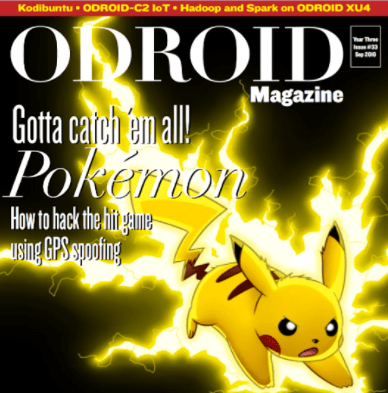 Kodibuntu • ODROID-C2 IoT • Hadoop and Spark on ODROID XU4
ODROID
Year Three
Issue #33
Sep 2016
Magazine
Gotta catch 'em all!
Pokémon
How to hack the hit game
using GPS spoofing